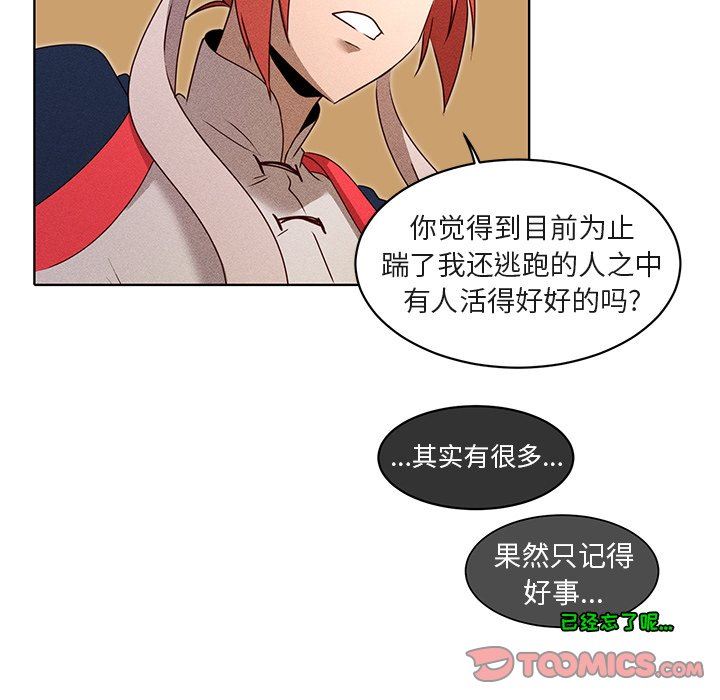 你觉得到目前为止
踹了我还逃跑的人之中
有人活得好好的吗?
...其实有很多...
果然只记得
好事...
已经忘了呢...
TOOMICS.COM